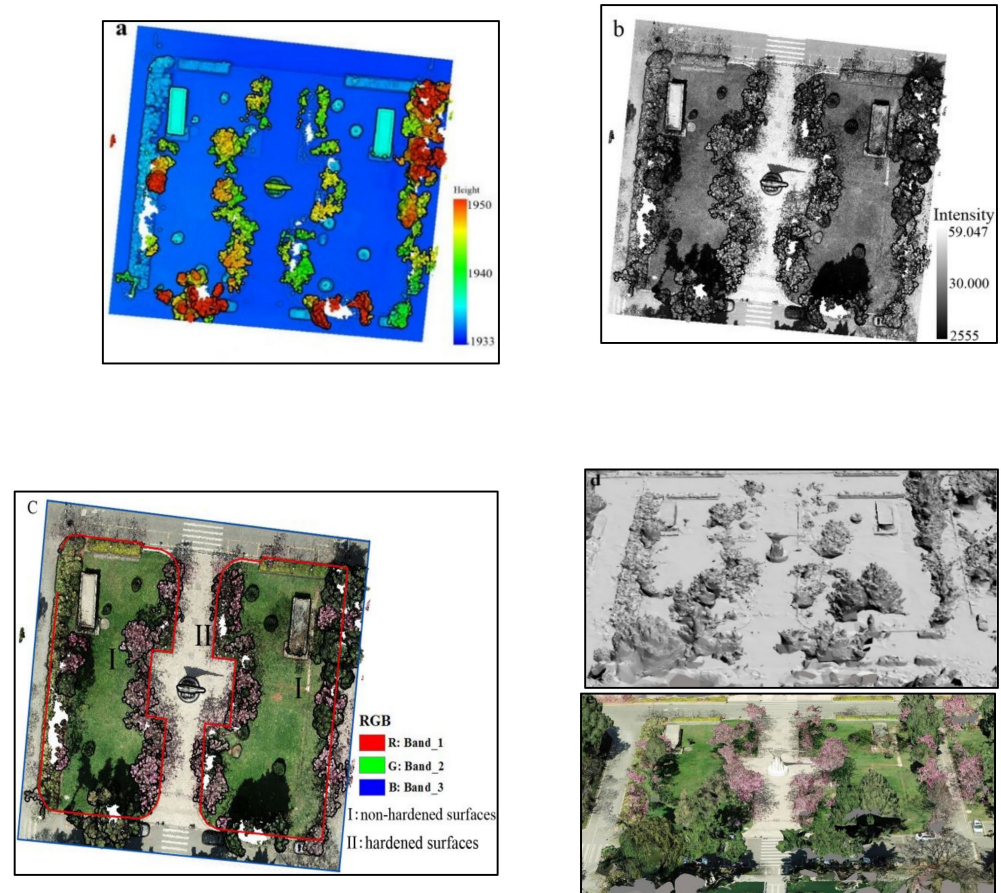 a
Height
1950
1940
1933
b
Intensity
59.047
30.000
2555
C
II
I
I
RGB
R: Band_1
G: Band_2
B: Band_3
I:non-hardened surfaces
II:hardened surfaces
d